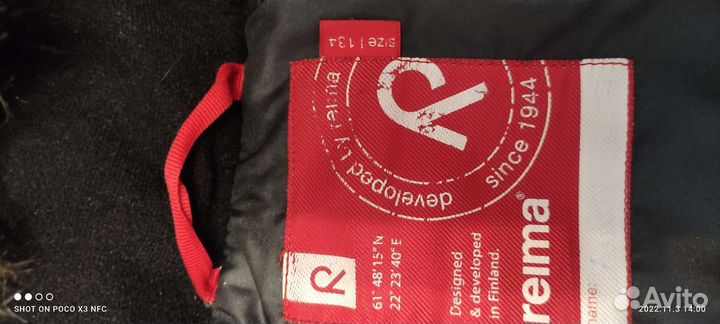 SIZE | 134
developed by reima
since 1944
R
61° 48' 15" N
22° 23' 40" E
Designed
& developed
in Finland.
reima®
name:
SHOT ON POCO X3 NFC
Avito
2022.11.3 14:00